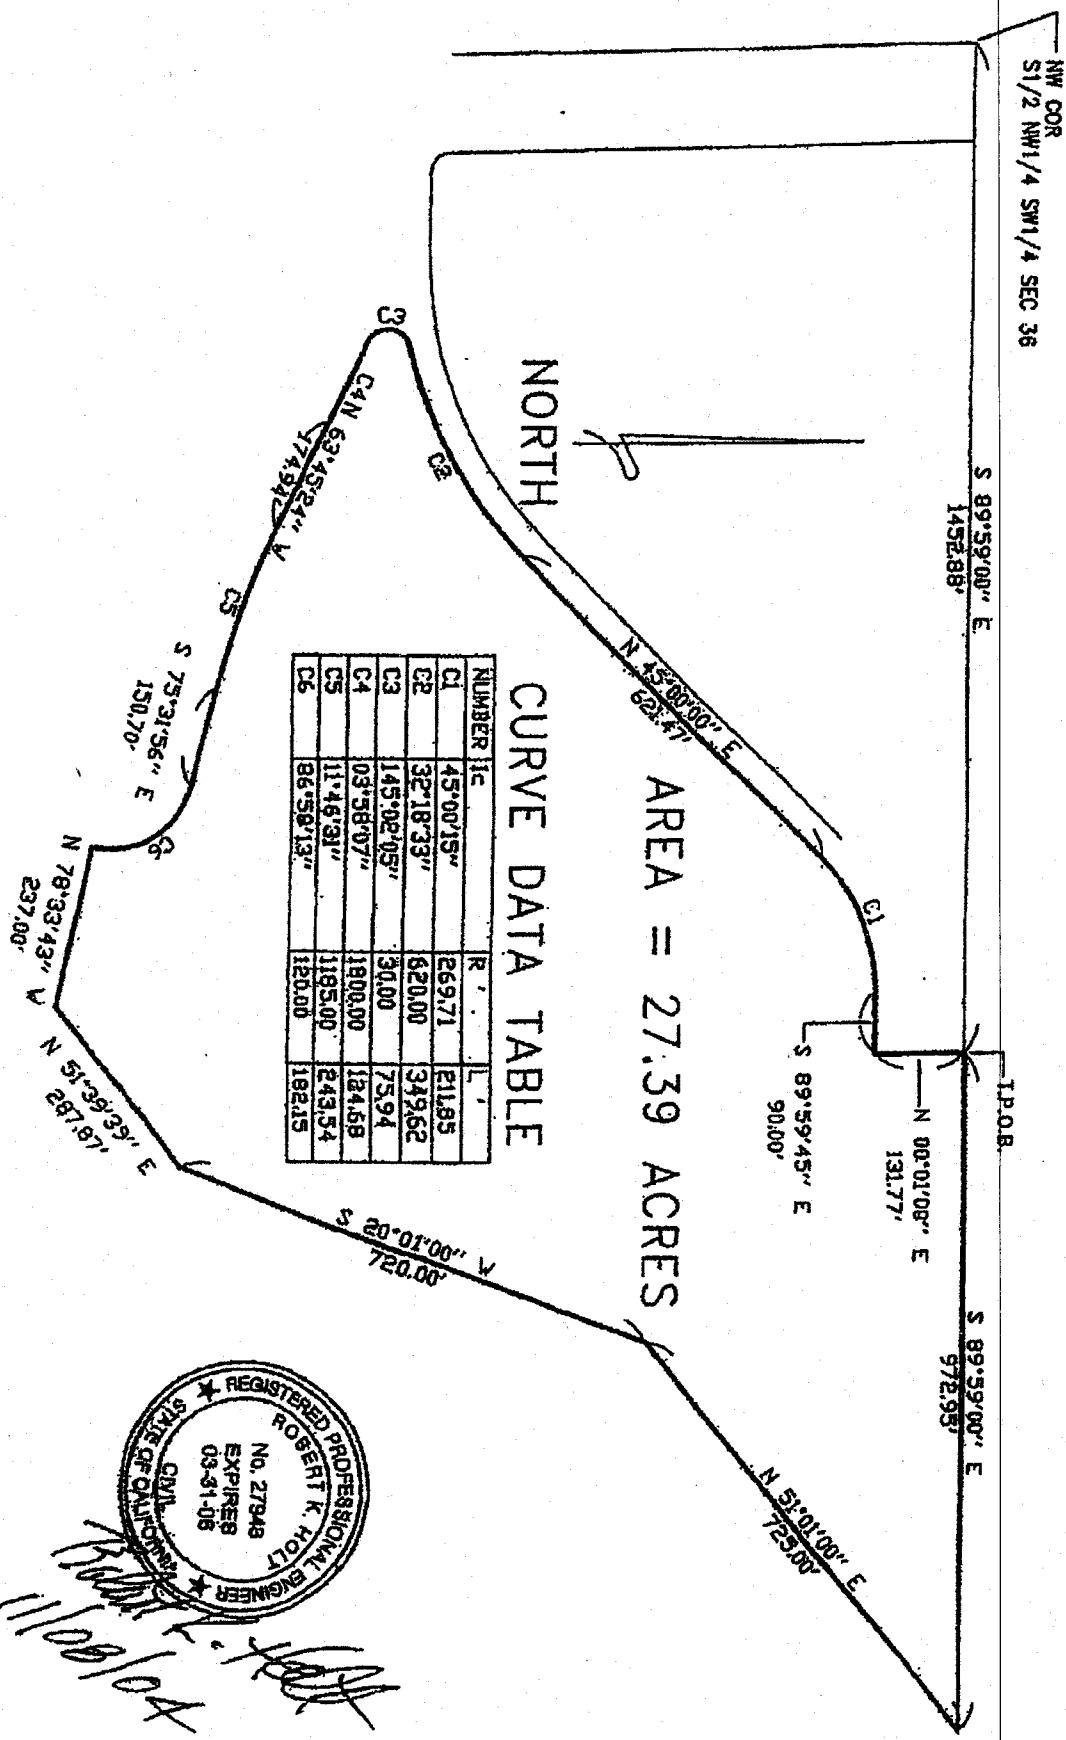 NW COR
S1/2 NW1/4 SW1/4 SEC 36
S 89°59'00" E
1452.88'
T.P.O.B.
S 89°59'00" E
972.95'
N 00°01'00" E
131.77'
S 89°59'45" E
90.00'
C1
N 45°00'00" E
621.47'
C2
C3
C4
N 63°45'24" W
174.94'
C5
S 75°31'56" E
150.70'
C6
N 78°33'43" W
237.00'
N 51°39'39" E
287.87'
S 20°01'00" W
720.00'
N 51°01'00" E
725.00'
NORTH
AREA = 27.39 ACRES
CURVE DATA TABLE
NUMBER R ' L '
C1 45°00'15" 269.71 211.85
C2 32°18'33" 620.00 349.62
C3 145°02'05" 30.00 75.94
C4 03°58'07" 1800.00 124.68
C5 11°46'31" 1185.00 243.54
C6 86°58'13" 120.00 182.15
REGISTERED PROFESSIONAL ENGINEER
ROBERT K. HOLT
No. 27948
EXPIRES
03-31-06
CIVIL
STATE OF CALIFORNIA
Robert K. Holt
11/08/04